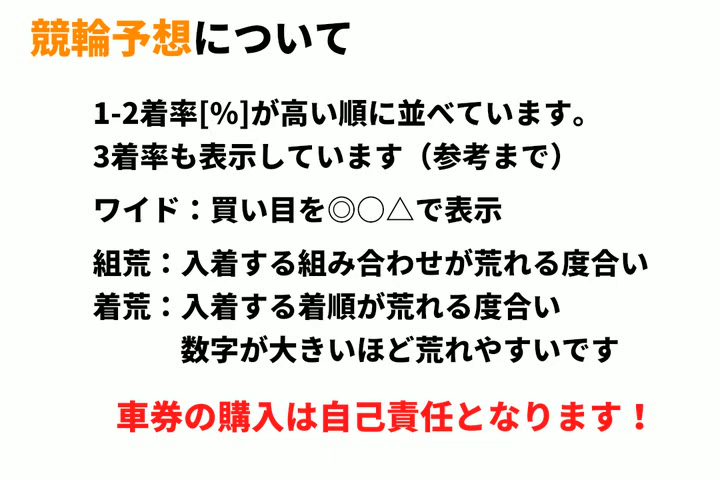 競輪予想について
1-2着率[%]が高い順に並べています。
3着率も表示しています（参考まで）
ワイド：買い目を◎○△で表示
組荒：入着する組み合わせが荒れる度合い
着荒：入着する着順が荒れる度合い
数字が大きいほど荒れやすいです
車券の購入は自己責任となります！